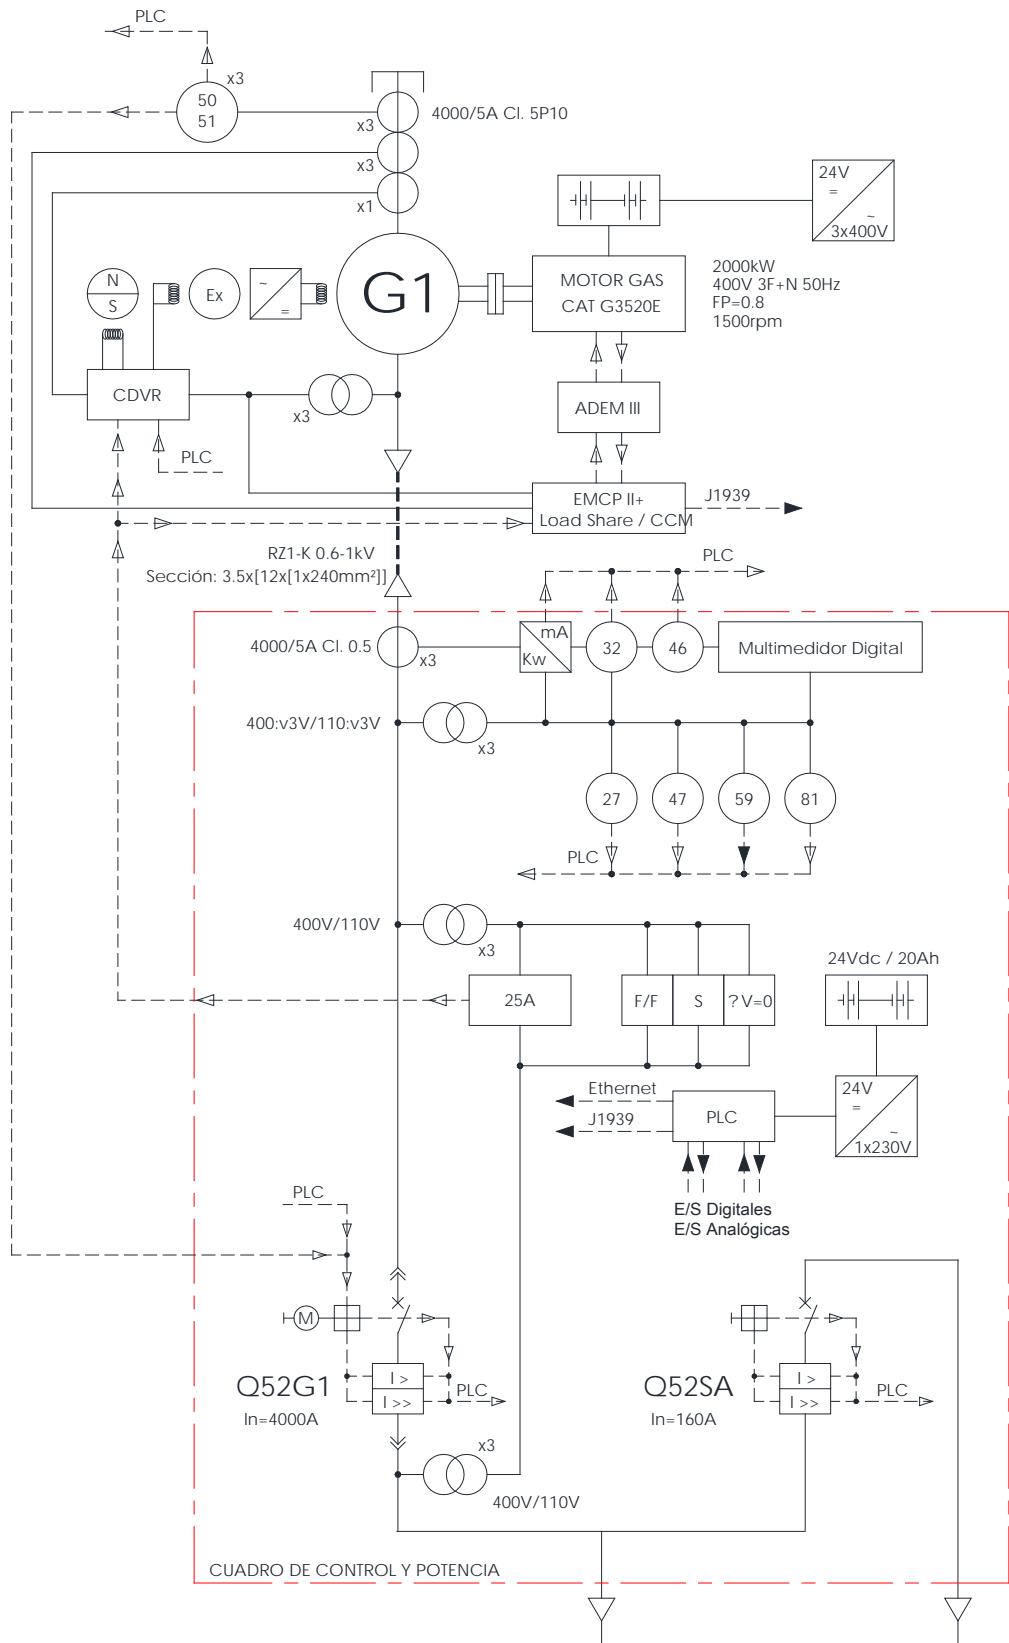 PLC
x3
50
51
x3
4000/5A Cl. 5P10
x3
x1
24V
=
~
3x400V
G1
MOTOR GAS
CAT G3520E
2000kW
400V 3F+N 50Hz
FP=0.8
1500rpm
N
S
Ex
~
=
CDVR
x3
ADEM III
PLC
EMCP II+
Load Share / CCM
J1939
RZ1-K 0.6-1kV
Sección: 3.5x[12x[1x240mm²]]
PLC
4000/5A Cl. 0.5
x3
mA
Kw
32
46
Multimedidor Digital
400:v3V/110:v3V
x3
27
47
59
81
PLC
400V/110V
x3
24Vdc / 20Ah
25A
F/F
S
?V=0
Ethernet
J1939
PLC
24V
=
~
1x230V
E/S Digitales
E/S Analógicas
PLC
M
Q52G1
In=4000A
I >
I >>
PLC
Q52SA
In=160A
I >
I >>
PLC
x3
400V/110V
CUADRO DE CONTROL Y POTENCIA